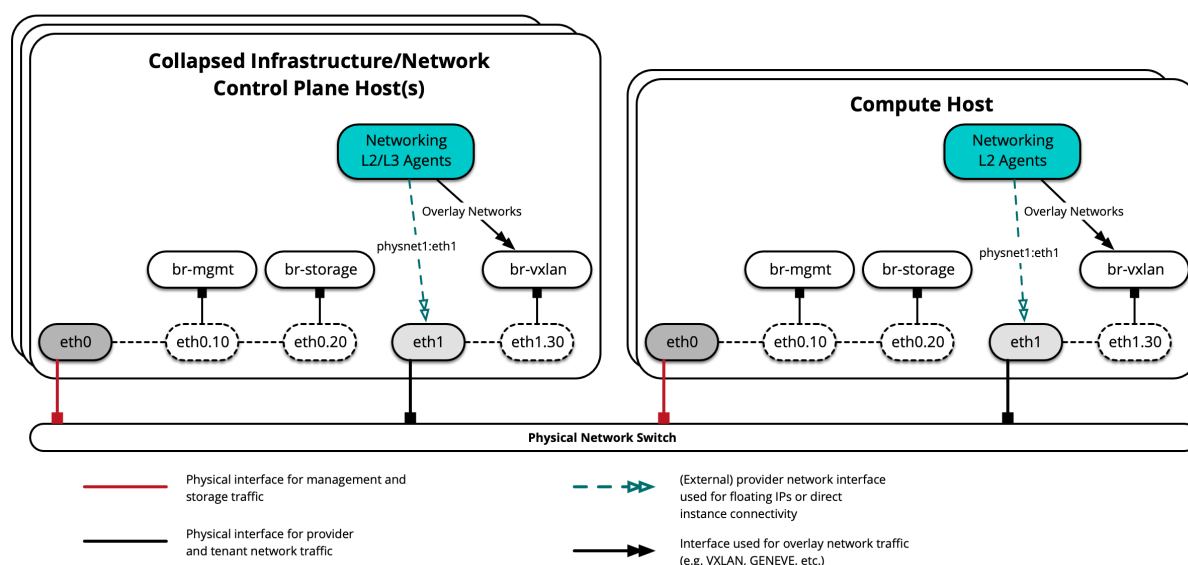 Collapsed Infrastructure/Network
Control Plane Host(s)
Networking
L2/L3 Agents
Overlay Networks
physnet1:eth1
br-mgmt
br-storage
br-vxlan
eth0
eth0.10
eth0.20
eth1
eth1.30
Compute Host
Networking
L2 Agents
Overlay Networks
physnet1:eth1
br-mgmt
br-storage
br-vxlan
eth0
eth0.10
eth0.20
eth1
eth1.30
Physical Network Switch
Physical interface for management and
storage traffic
Physical interface for provider
and tenant network traffic
(External) provider network interface
used for floating IPs or direct
instance connectivity
Interface used for overlay network traffic
(e.g. VXLAN, GENEVE, etc.)